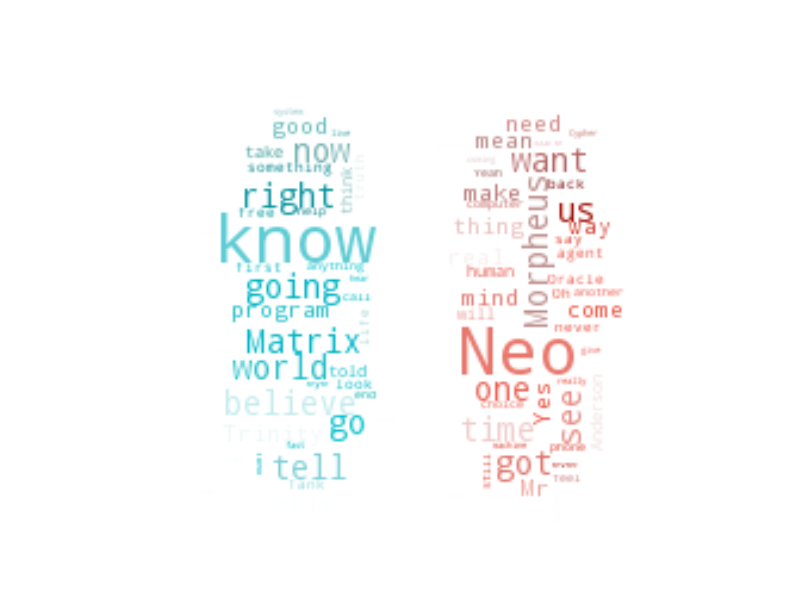 system
good
live
take
now
something
think
truth
right
free
help
know
first
anything
hear
going
call
program
life
Matrix
world
told
eye
look
end
believe
go
Trinity
fast
i
tell
Tank
need
Cypher
mean
want
coming
Yeah
back
make
computer
Morpheus
us
thing
way
say
real
agent
human
Oracle
mind
Oh
another
will
come
never
Neo
give
one
really
choice
Yes
see
Anderson
time
machine
phone
still
got
even
feel
Mr